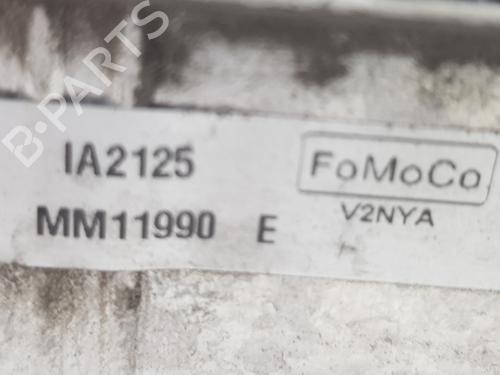 B-PARTS
IA2125
FoMoCo
MM11990 E
V2NYA